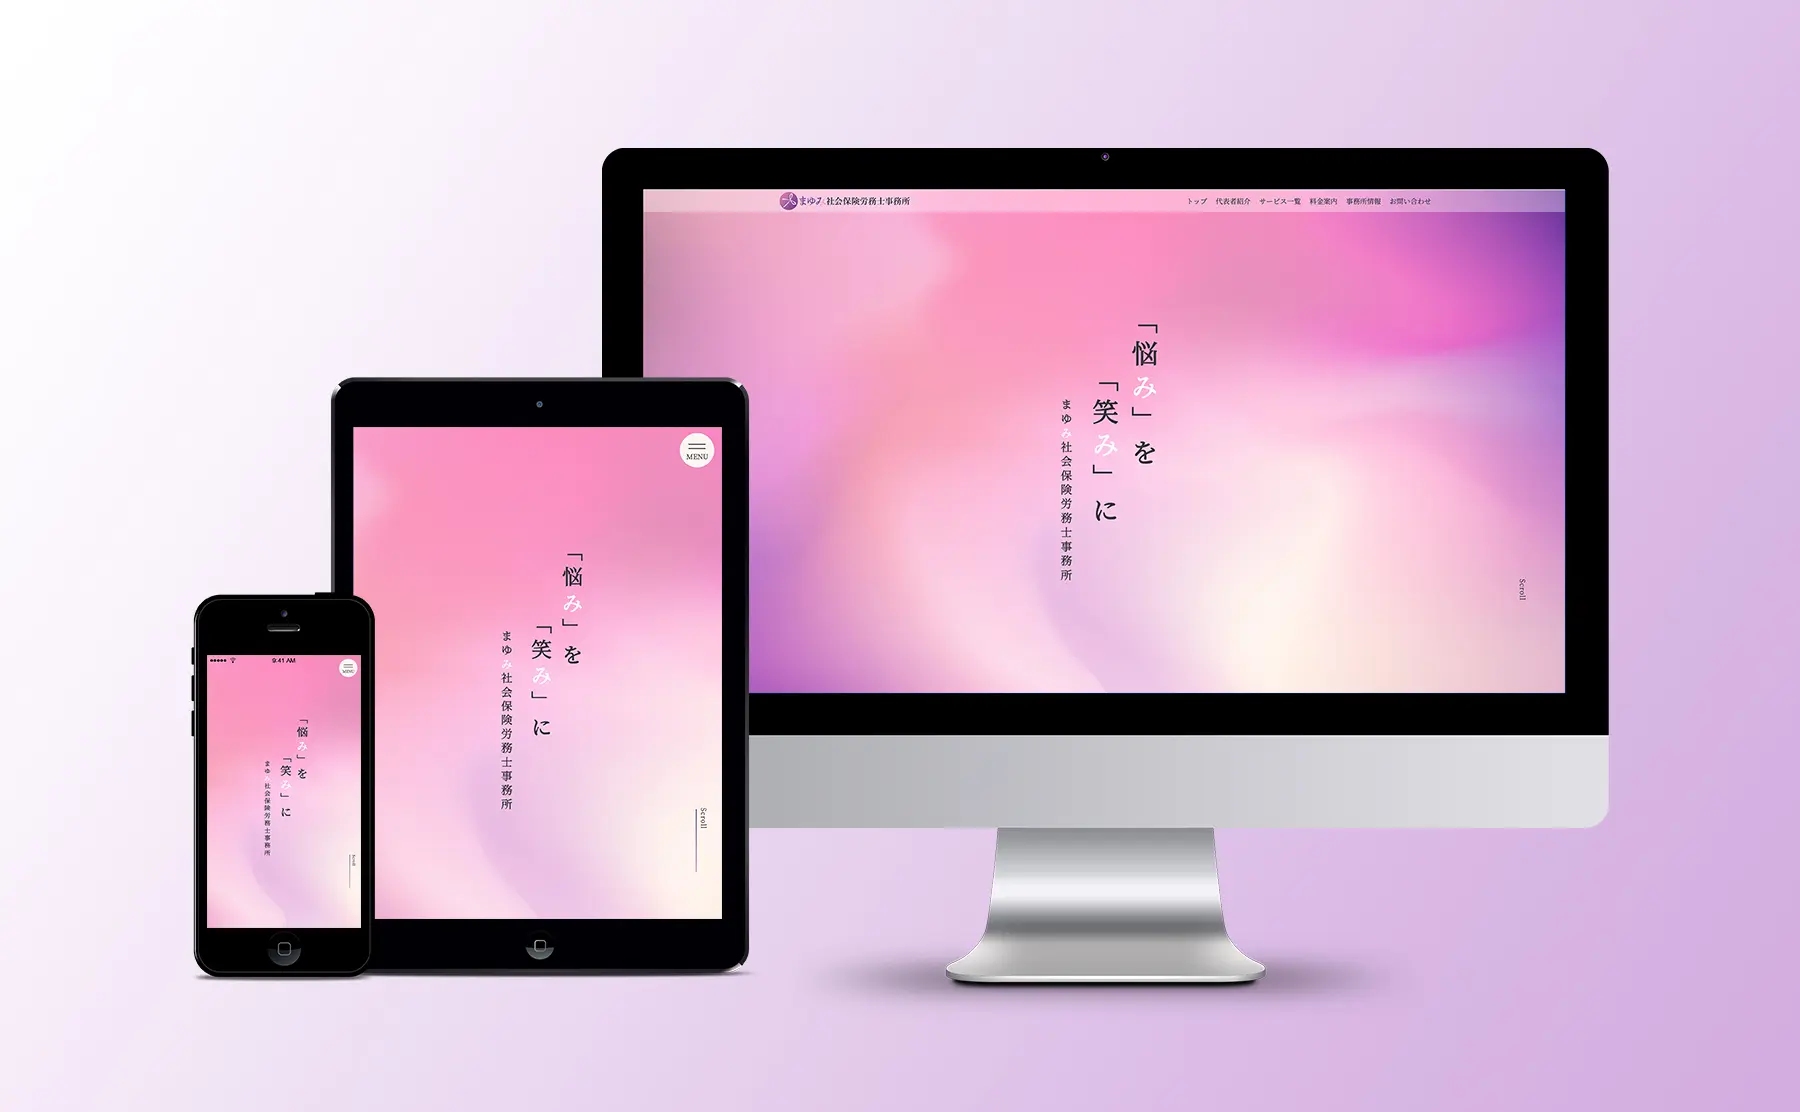 まゆみ社会保険労務士事務所
トップ 代表者紹介 サービス一覧 料金案内 事務所情報 お問い合わせ
「悩み」を
「笑み」に
まゆみ社会保険労務士事務所
Scroll
MENU
「悩み」を
「笑み」に
まゆみ社会保険労務士事務所
Scroll
9:41 AM
MENU
「悩み」を
「笑み」に
まゆみ社会保険労務士事務所
Scroll